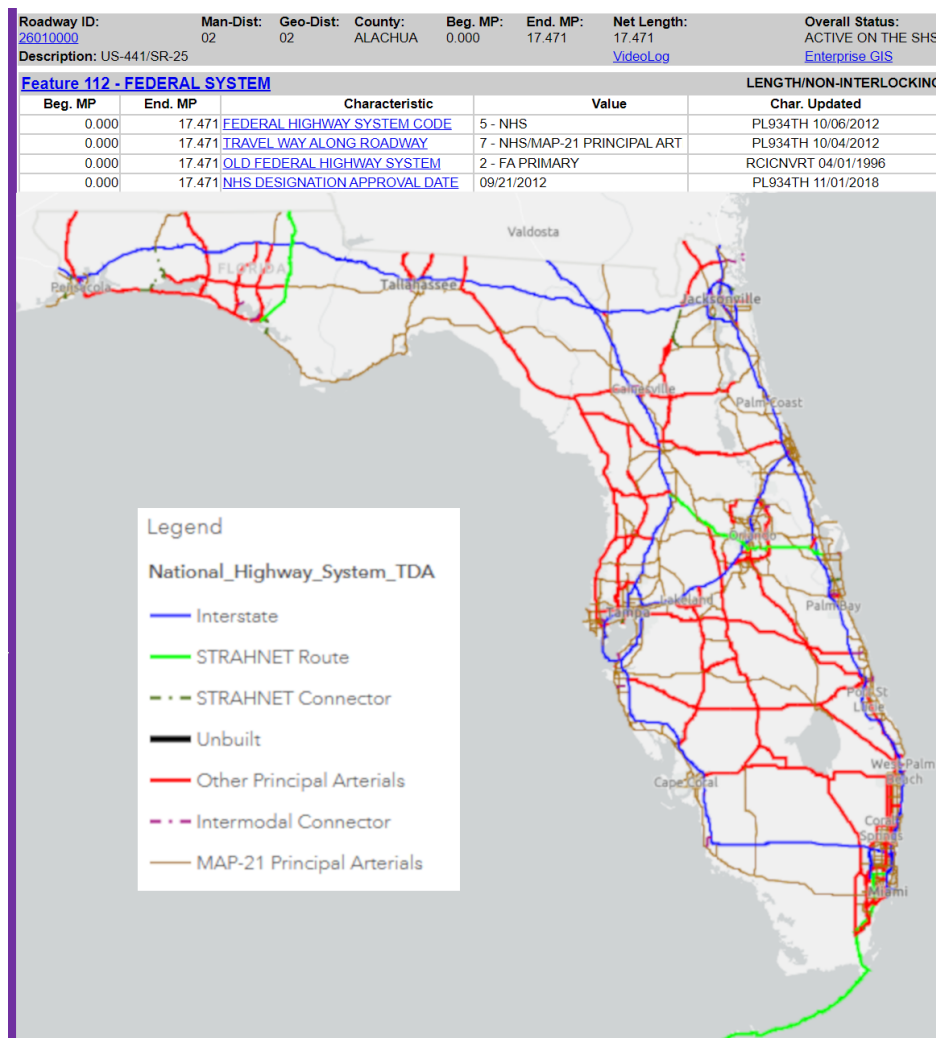 Roadway ID: Man-Dist: Geo-Dist: County: Beg. MP: End. MP: Net Length: Overall Status:
26010000 02 02 ALACHUA 0.000 17.471 17.471 ACTIVE ON THE SHS
Description: US-441/SR-25 VideoLog Enterprise GIS
Feature 112 - FEDERAL SYSTEM LENGTH/NON-INTERLOCKING
Beg. MP End. MP Characteristic Value Char. Updated
0.000 17.471 FEDERAL HIGHWAY SYSTEM CODE 5 - NHS PL934TH 10/06/2012
0.000 17.471 TRAVEL WAY ALONG ROADWAY 7 - NHS/MAP-21 PRINCIPAL ART PL934TH 10/04/2012
0.000 17.471 OLD FEDERAL HIGHWAY SYSTEM 2 - FA PRIMARY RCICNVRT 04/01/1996
0.000 17.471 NHS DESIGNATION APPROVAL DATE 09/21/2012 PL934TH 11/01/2018
Valdosta
FLORIDA
Pensacola
Tallahassee
Jacksonville
Gainesville
Palm Coast
Orlando
Lakeland
Tampa
Palm Bay
Port St
Lucie
West Palm
Beach
Cape Coral
Coral
Springs
Miami
Legend
National_Highway_System_TDA
Interstate
STRAHNET Route
STRAHNET Connector
Unbuilt
Other Principal Arterials
Intermodal Connector
MAP-21 Principal Arterials